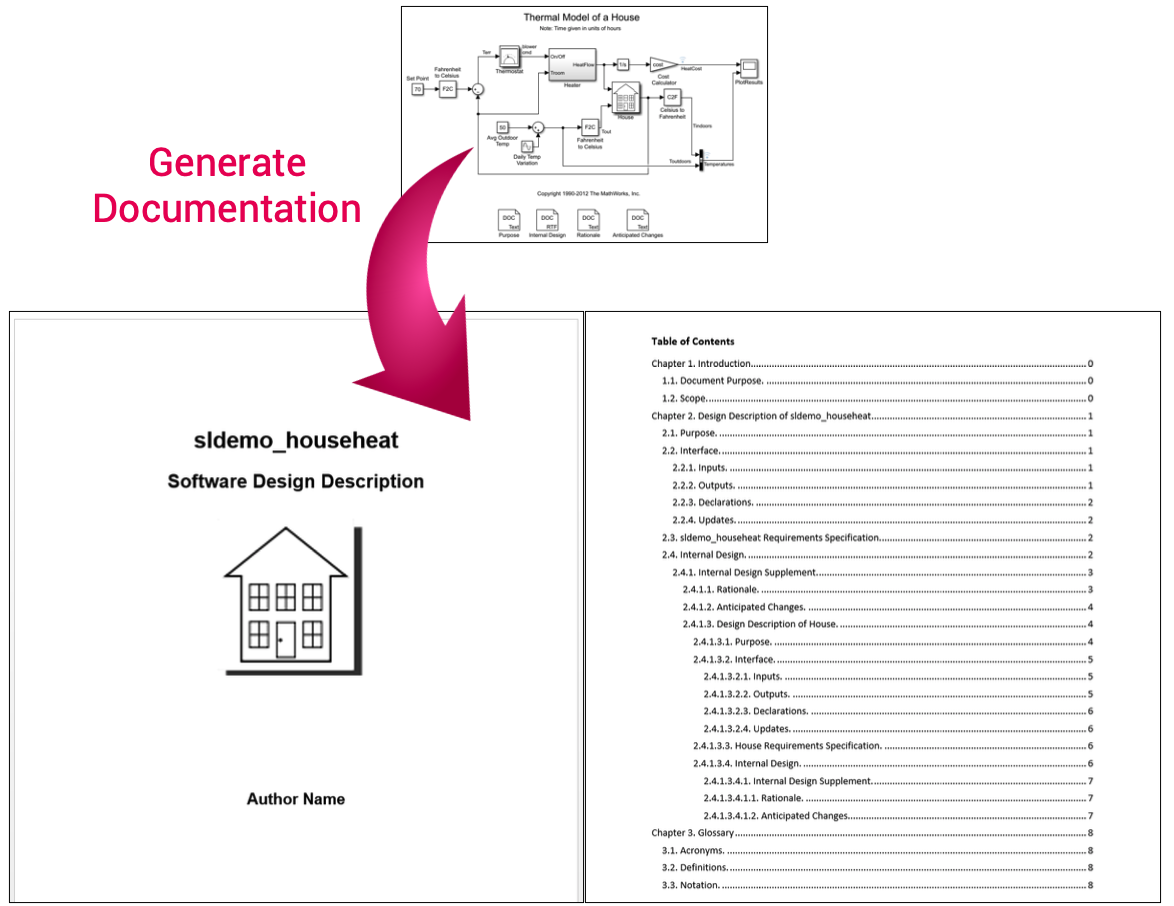 Thermal Model of a House
Note: Time given in units of hours
Set Point
70
Fahrenheit
to Celsius
F2C
Terr
blower
cmd
Thermostat
On/Off
HeatFlow
Troom
Heater
1/s
cost
HeatCost
Cost
Calculator
PlotResults
House
C2F
Celsius to
Fahrenheit
Tindoors
50
Avg Outdoor
Temp
Daily Temp
Variation
F2C
Tout
Fahrenheit
to Celsius
Toutdoors
Temperatures
Copyright 1990-2012 The MathWorks, Inc.
DOC
Text
Purpose
DOC
RTF
Internal Design
DOC
Text
Rationale
DOC
Text
Anticipated Changes
Generate
Documentation
sldemo_househeat
Software Design Description
Author Name
Table of Contents
Chapter 1. Introduction 0
1.1. Document Purpose. 0
1.2. Scope. 0
Chapter 2. Design Description of sldemo_househeat 1
2.1. Purpose. 1
2.2. Interface. 1
2.2.1. Inputs. 1
2.2.2. Outputs. 1
2.2.3. Declarations. 2
2.2.4. Updates. 2
2.3. sldemo_househeat Requirements Specification. 2
2.4. Internal Design. 2
2.4.1. Internal Design Supplement. 3
2.4.1.1. Rationale. 3
2.4.1.2. Anticipated Changes. 4
2.4.1.3. Design Description of House. 4
2.4.1.3.1. Purpose. 4
2.4.1.3.2. Interface. 5
2.4.1.3.2.1. Inputs. 5
2.4.1.3.2.2. Outputs. 5
2.4.1.3.2.3. Declarations. 6
2.4.1.3.2.4. Updates. 6
2.4.1.3.3. House Requirements Specification. 6
2.4.1.3.4. Internal Design. 6
2.4.1.3.4.1. Internal Design Supplement. 7
2.4.1.3.4.1.1. Rationale. 7
2.4.1.3.4.1.2. Anticipated Changes. 7
Chapter 3. Glossary 8
3.1. Acronyms. 8
3.2. Definitions. 8
3.3. Notation. 8